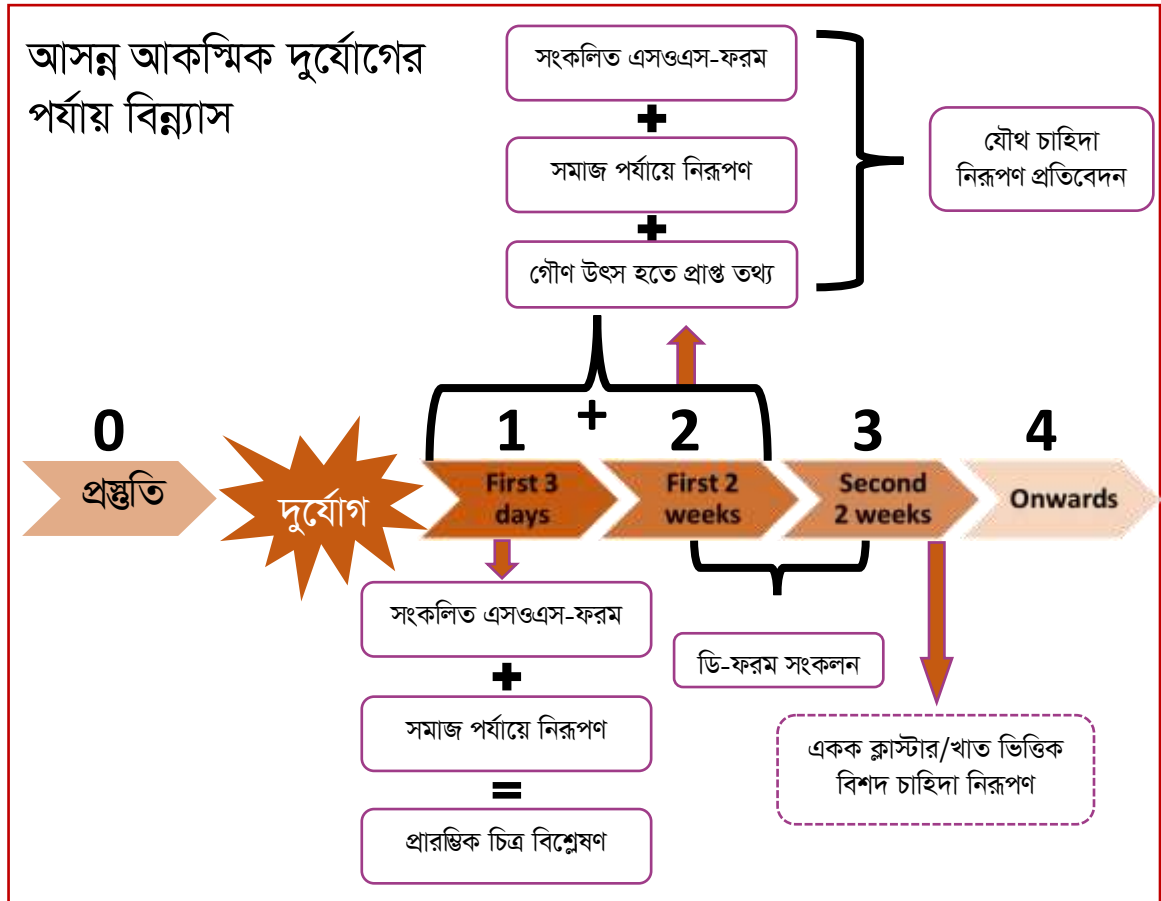 আসন্ন আকস্মিক দুর্যোগের
পর্যায় বিন্ন্যাস
সংকলিত এসওএস-ফরম
+
সমাজ পর্যায়ে নিরূপণ
+
গৌণ উৎস হতে প্রাপ্ত তথ্য
যৌথ চাহিদা
নিরূপণ প্রতিবেদন
0
1
+
2
3
4
প্রস্তুতি
দুর্যোগ
First 3
days
First 2
weeks
Second
2 weeks
Onwards
সংকলিত এসওএস-ফরম
+
সমাজ পর্যায়ে নিরূপণ
=
প্রারম্ভিক চিত্র বিশ্লেষণ
ডি-ফরম সংকলন
একক ক্লাস্টার/খাত ভিত্তিক
বিশদ চাহিদা নিরূপণ